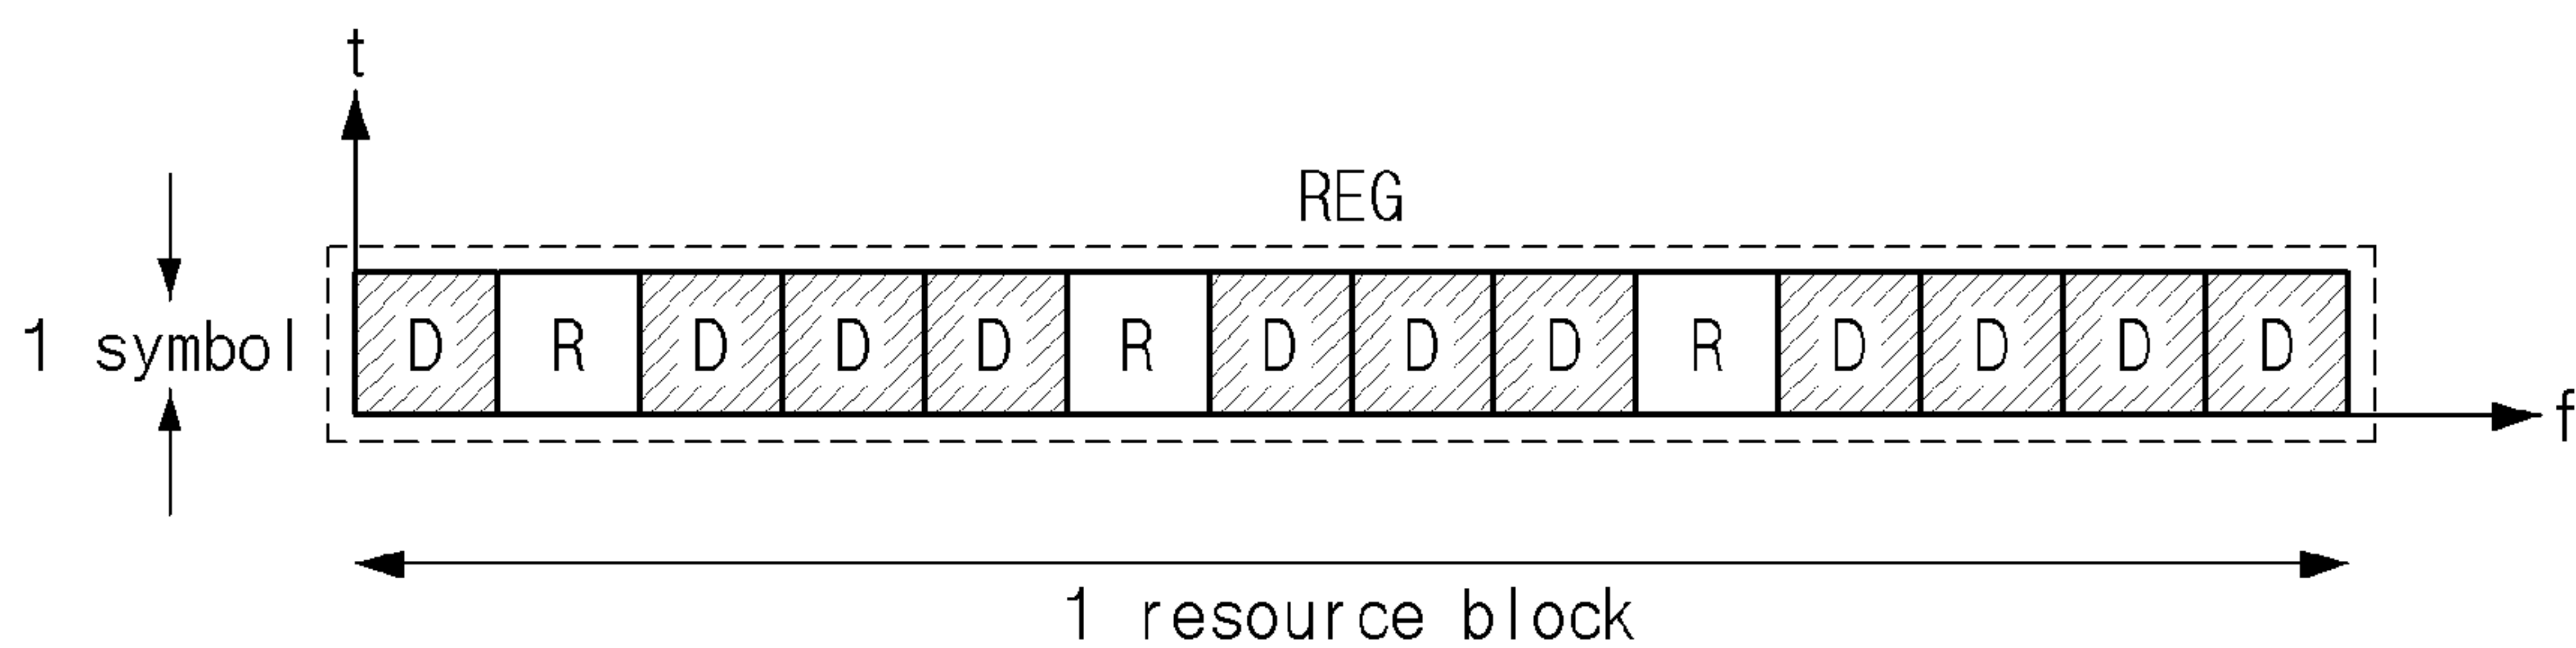 t
REG
1 symbol
D R D D D R D D D R D D D D
f
1 resource block